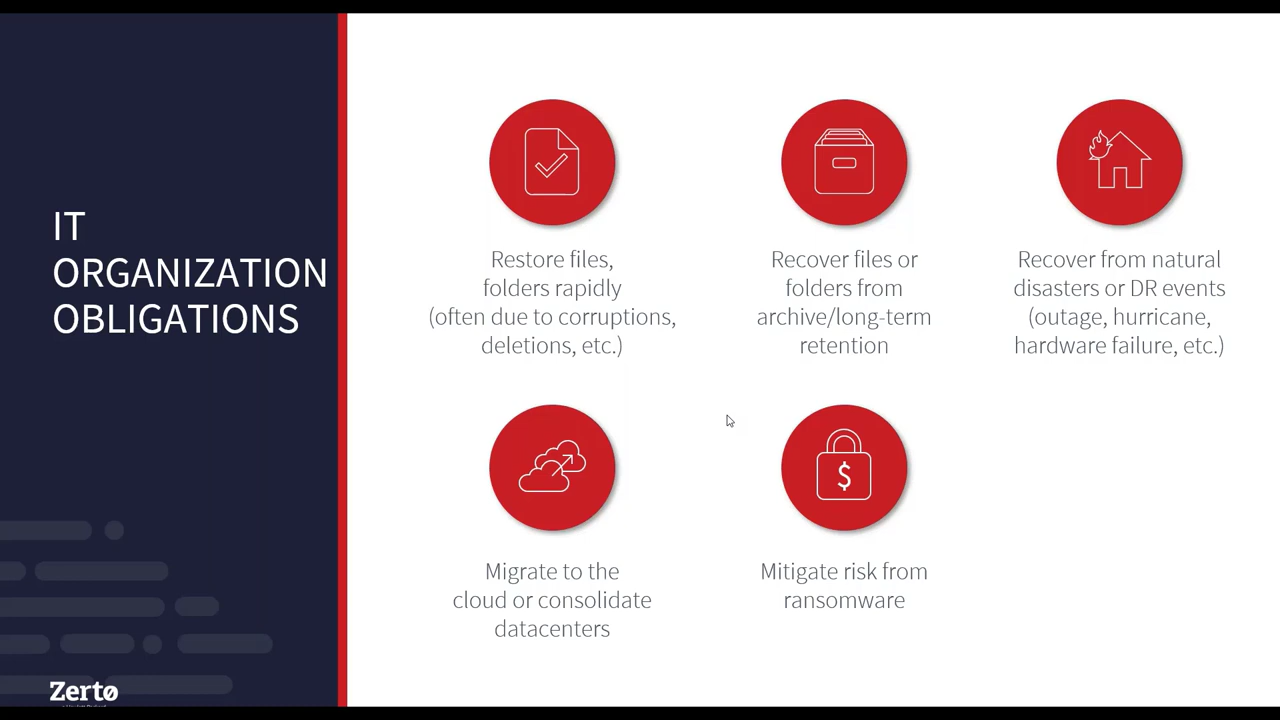 IT
ORGANIZATION
OBLIGATIONS
Restore files,
folders rapidly
(often due to corruptions,
deletions, etc.)
Recover files or
folders from
archive/long-term
retention
Recover from natural
disasters or DR events
(outage, hurricane,
hardware failure, etc.)
$
Migrate to the
cloud or consolidate
datacenters
Mitigate risk from
ransomware
Zerto